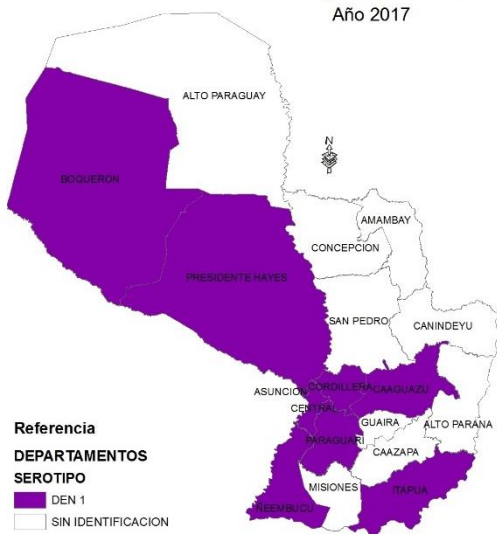 Año 2017
ALTO PARAGUAY
N
BOQUERON
AMAMBAY
CONCEPCION
PRESIDENTE HAYES
SAN PEDRO
CANINDEYU
ASUNCION
CORDILLERA
CAAGUAZU
CENTRAL
GUAIRA
ALTO PARANA
PARAGUARI
CAAZAPA
MISIONES
ITAPUA
ÑEEMBUCU
Referencia
DEPARTAMENTOS
SEROTIPO
DEN 1
SIN IDENTIFICACION